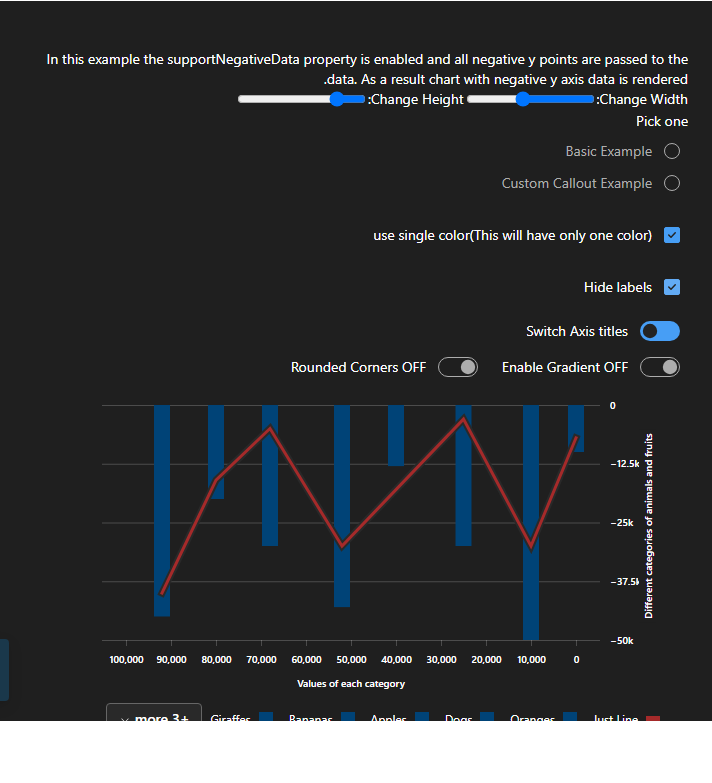 In this example the supportNegativeData property is enabled and all negative y points are passed to the
.data. As a result chart with negative y axis data is rendered
:Change Height :Change Width
Pick one
Basic Example
Custom Callout Example
use single color(This will have only one color)
Hide labels
Switch Axis titles
Rounded Corners OFF Enable Gradient OFF
0
−12.5k
−25k
−37.5k
−50k
Different categories of animals and fruits
100,000 90,000 80,000 70,000 60,000 50,000 40,000 30,000 20,000 10,000 0
Values of each category
more 3+ Giraffes Bananas Apples Dogs Oranges Just Line